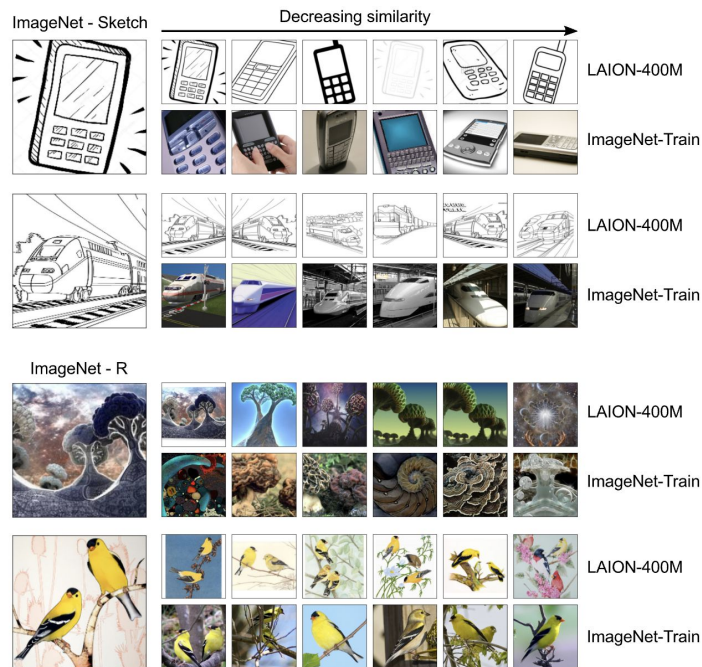 Decreasing similarity
ImageNet - Sketch
LAION-400M
ImageNet-Train
LAION-400M
ImageNet-Train
ImageNet - R
LAION-400M
ImageNet-Train
LAION-400M
ImageNet-Train